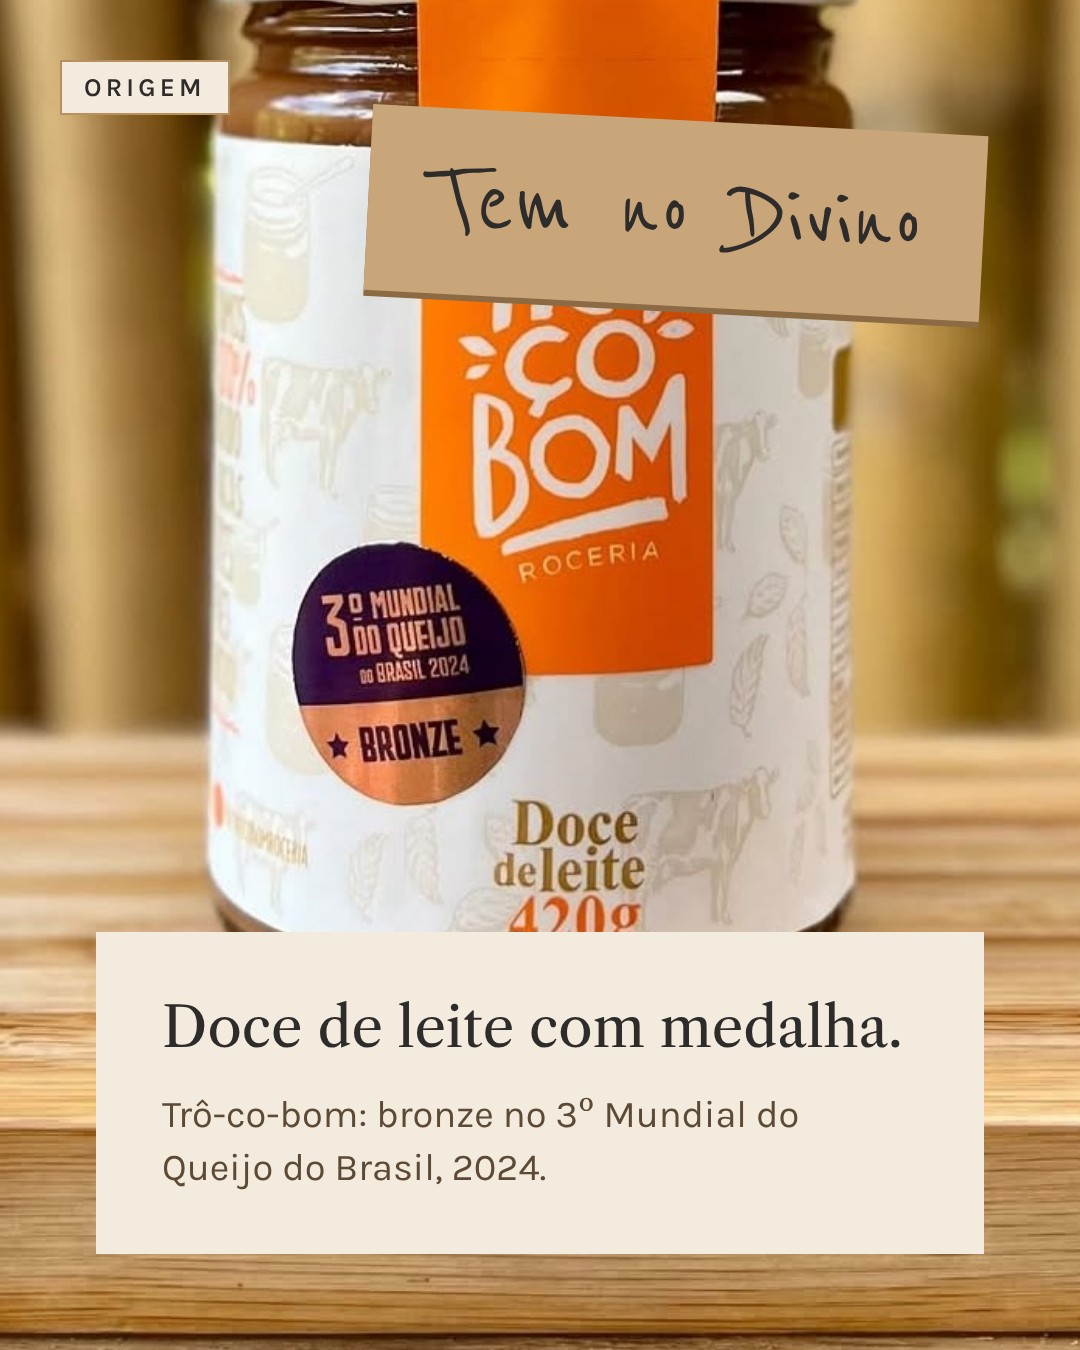 ORIGEM
Tem no Divino
ÇO
BOM
ROCERIA
3º MUNDIAL
DO QUEIJO
DO BRASIL 2024
★ BRONZE ★
Doce
de leite
420g
Doce de leite com medalha.
Trô-co-bom: bronze no 3º Mundial do
Queijo do Brasil, 2024.